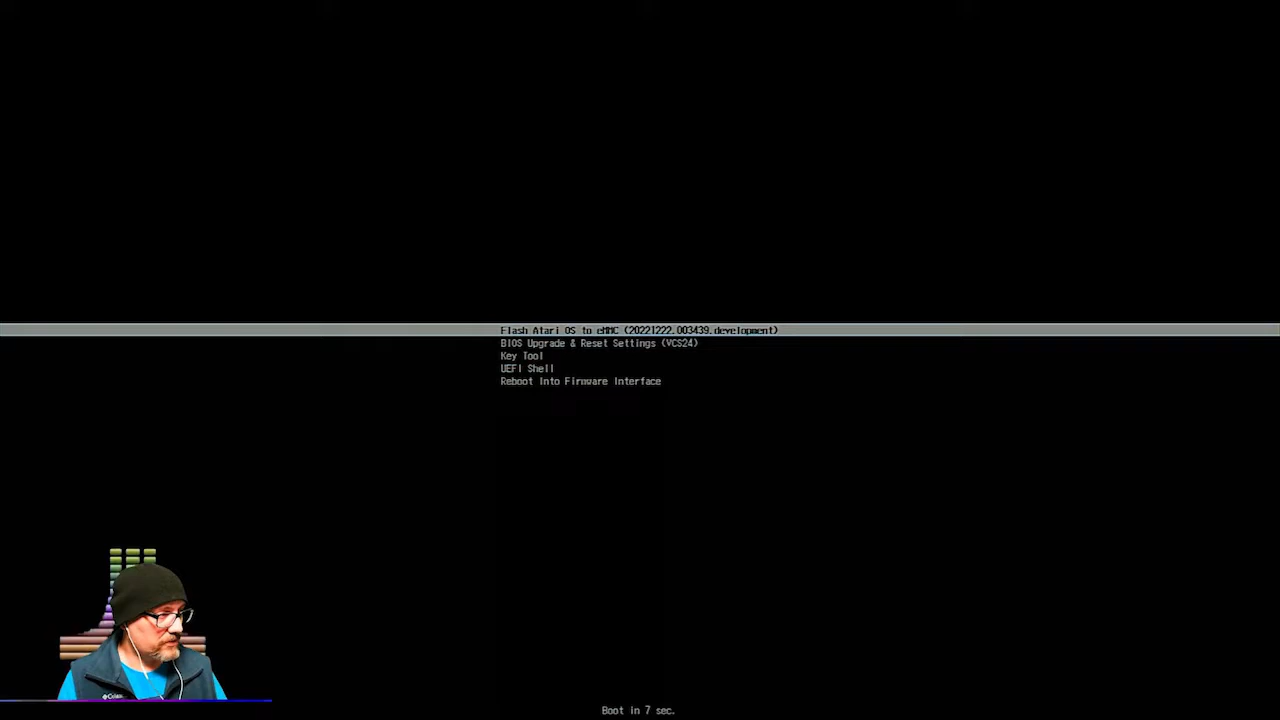 Flash Atari OS to eMMC (20221222.003439.development)
BIOS Upgrade & Reset Settings (VCS24)
Key Tool
UEFI Shell
Reboot Into Firmware Interface
Columbia
Boot in 7 sec.